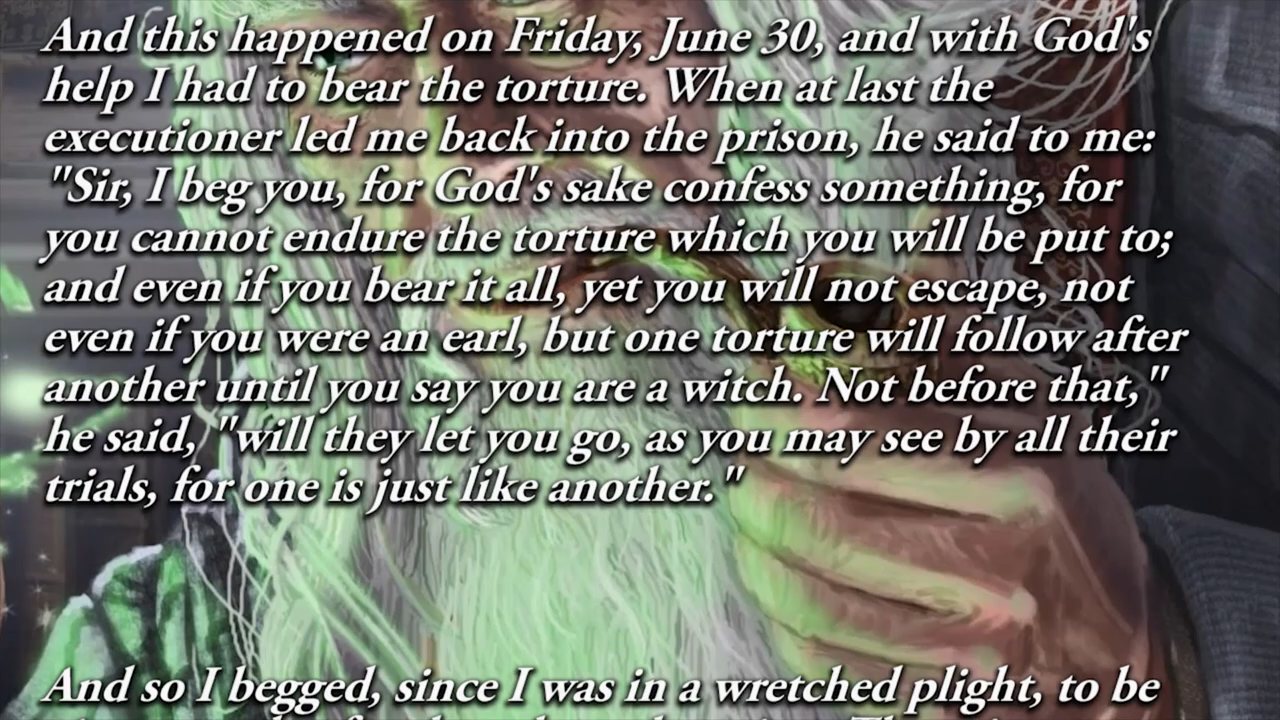 And this happened on Friday, June 30, and with God's
help I had to bear the torture. When at last the
executioner led me back into the prison, he said to me:
"Sir, I beg you, for God's sake confess something, for
you cannot endure the torture which you will be put to;
and even if you bear it all, yet you will not escape, not
even if you were an earl, but one torture will follow after
another until you say you are a witch. Not before that,"
he said, "will they let you go, as you may see by all their
trials, for one is just like another."
And so I begged, since I was in a wretched plight, to be